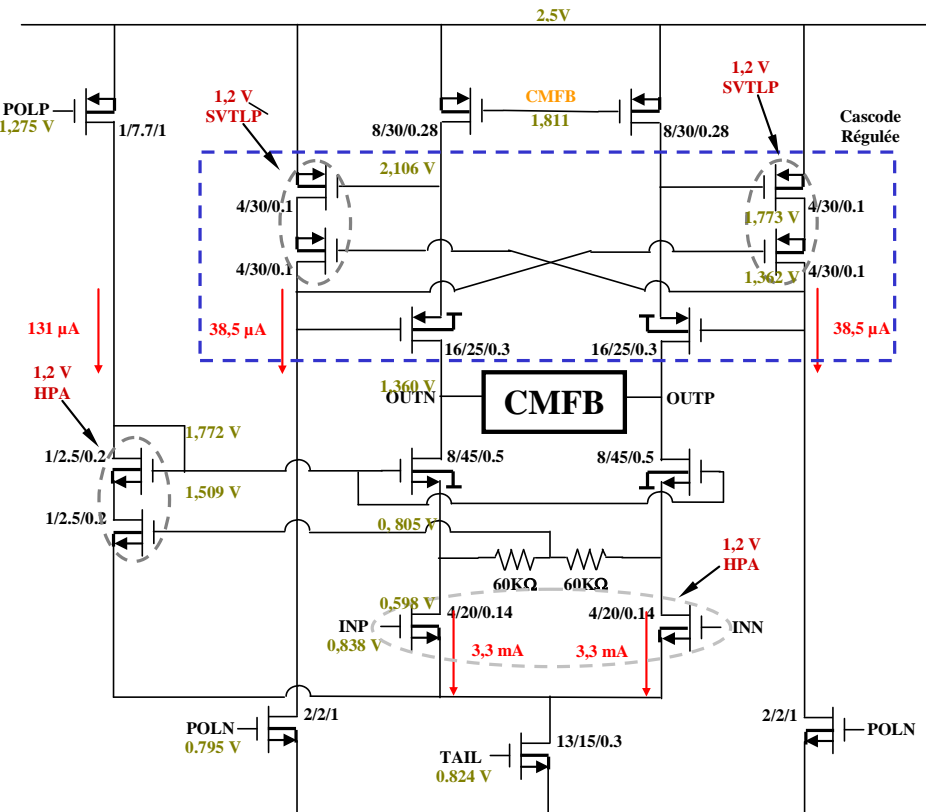 2,5V
1,2 V
SVTLP
1,2 V
SVTLP
POLP
1,275 V
1/7.7/1
CMFB
1,811
8/30/0.28
8/30/0.28
Cascode
Régulée
2,106 V
4/30/0.1
4/30/0.1
1,773 V
4/30/0.1
4/30/0.1
1,362 V
131 µA
38,5 µA
38,5 µA
16/25/0.3
16/25/0.3
1,2 V
HPA
1,360 V
OUTN
CMFB
OUTP
1,772 V
1/2.5/0.2
8/45/0.5
8/45/0.5
1,509 V
1/2.5/0.2
0, 805 V
60KΩ
60KΩ
1,2 V
HPA
0,598 V
4/20/0.14
4/20/0.14
INP
0,838 V
INN
3,3 mA
3,3 mA
2/2/1
2/2/1
POLN
0.795 V
POLN
13/15/0.3
TAIL
0.824 V